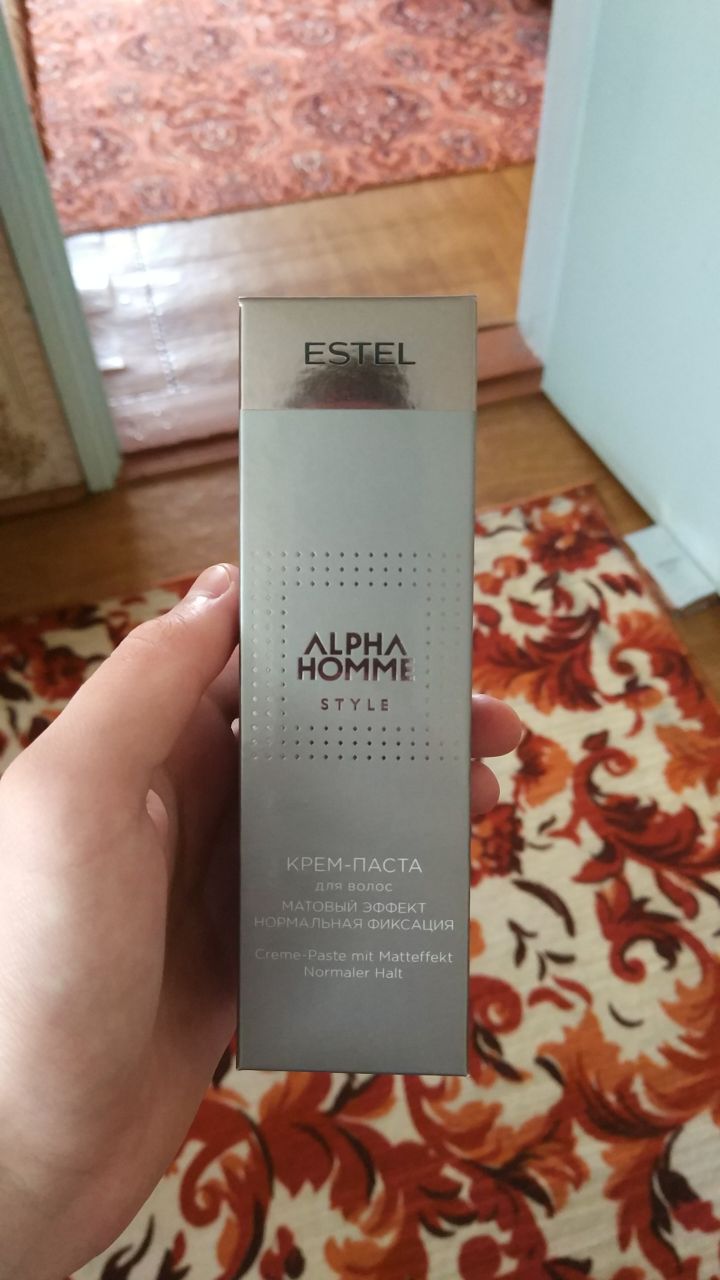 ESTEL
ALPHA
HOMME
STYLE
КРЕМ-ПАСТА
для волос
МАТОВЫЙ ЭФФЕКТ
НОРМАЛЬНАЯ ФИКСАЦИЯ
Creme-Paste mit Matteffekt
Normaler Halt